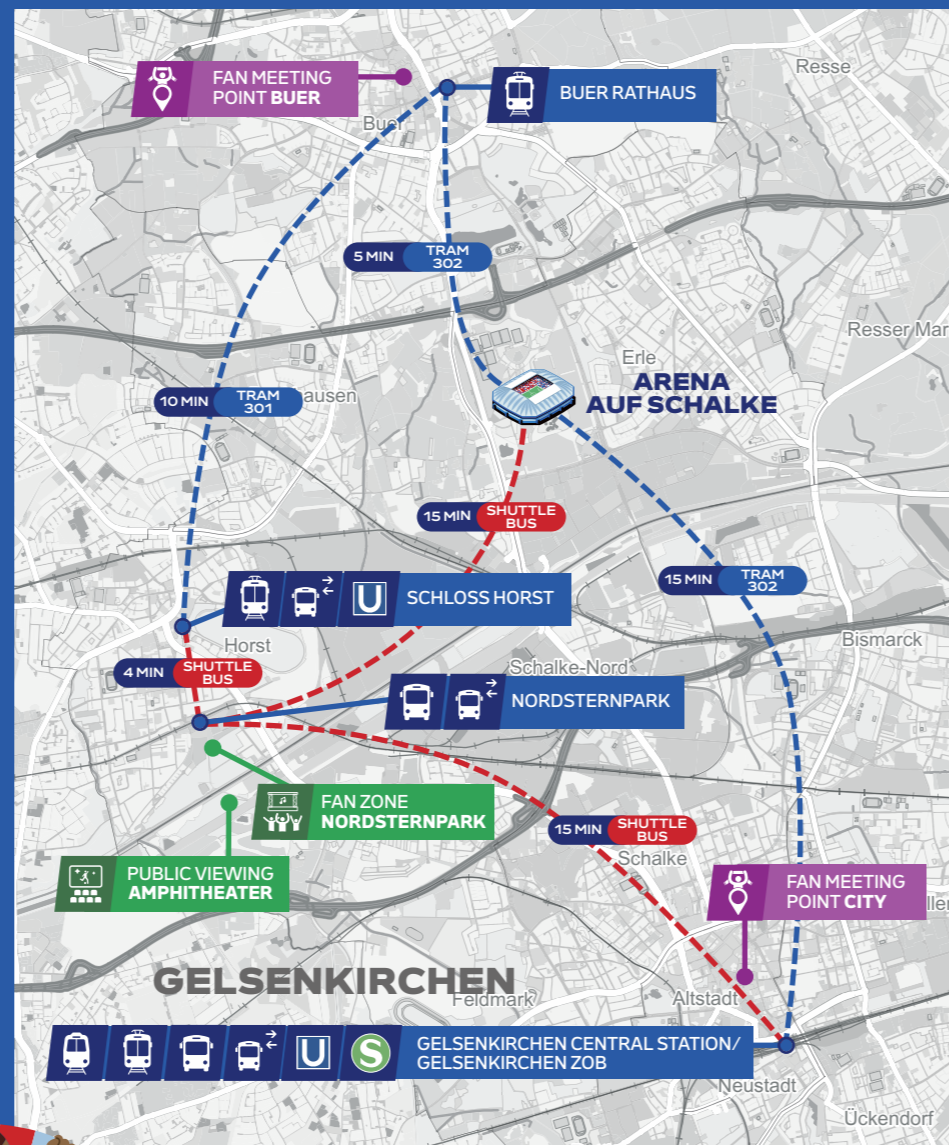 Resse
FAN MEETING
POINT BUER
BUER RATHAUS
Buer
5 MIN
TRAM
302
Resser Mar
Erle
ARENA
AUF SCHALKE
10 MIN
TRAM
301
ausen
15 MIN
SHUTTLE
BUS
15 MIN
TRAM
302
U
SCHLOSS HORST
Horst
Bismarck
4 MIN
SHUTTLE
BUS
Schalke-Nord
NORDSTERNPARK
FAN ZONE
NORDSTERNPARK
15 MIN
SHUTTLE
BUS
Schalke
PUBLIC VIEWING
AMPHITHEATER
FAN MEETING
POINT CITY
ller
GELSENKIRCHEN
Feldmark
Altstadt
U
S
GELSENKIRCHEN CENTRAL STATION/
GELSENKIRCHEN ZOB
Neustadt
Ückendorf